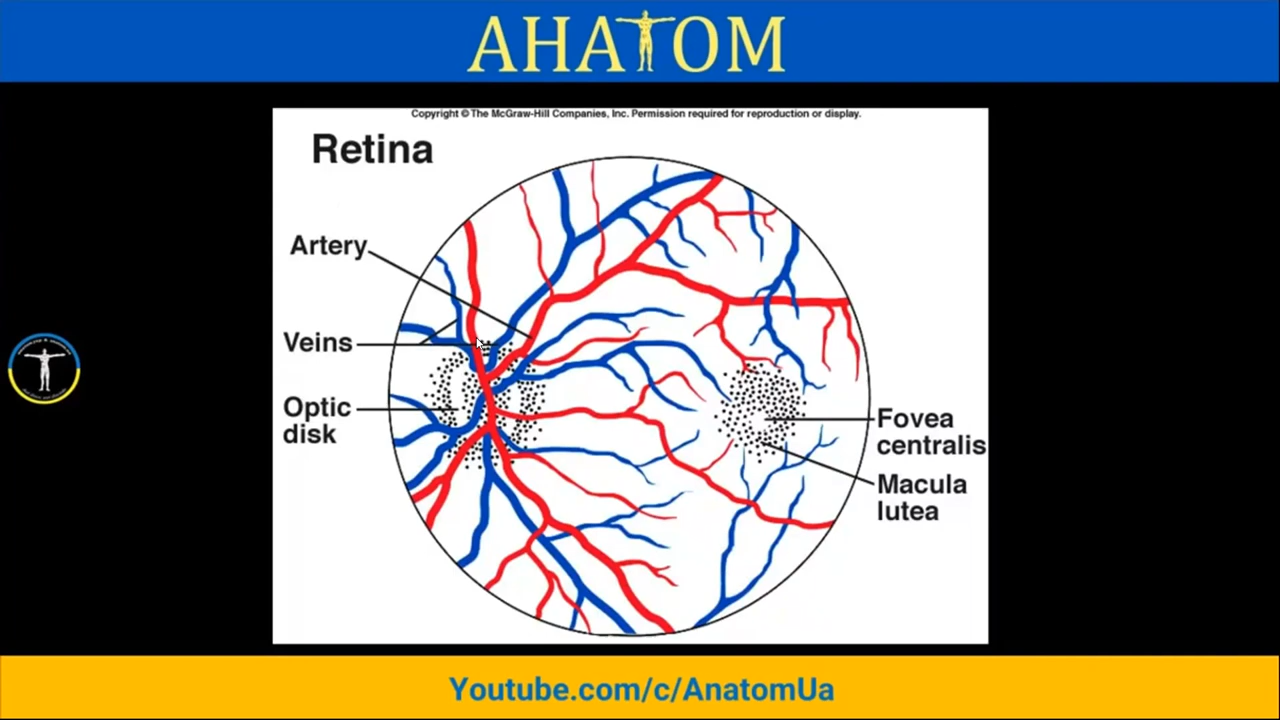 АНАТОМ
Copyright © The McGraw-Hill Companies, Inc. Permission required for reproduction or display.
Retina
Artery
Veins
Optic
disk
Fovea
centralis
Macula
lutea
Youtube.com/c/AnatomUa